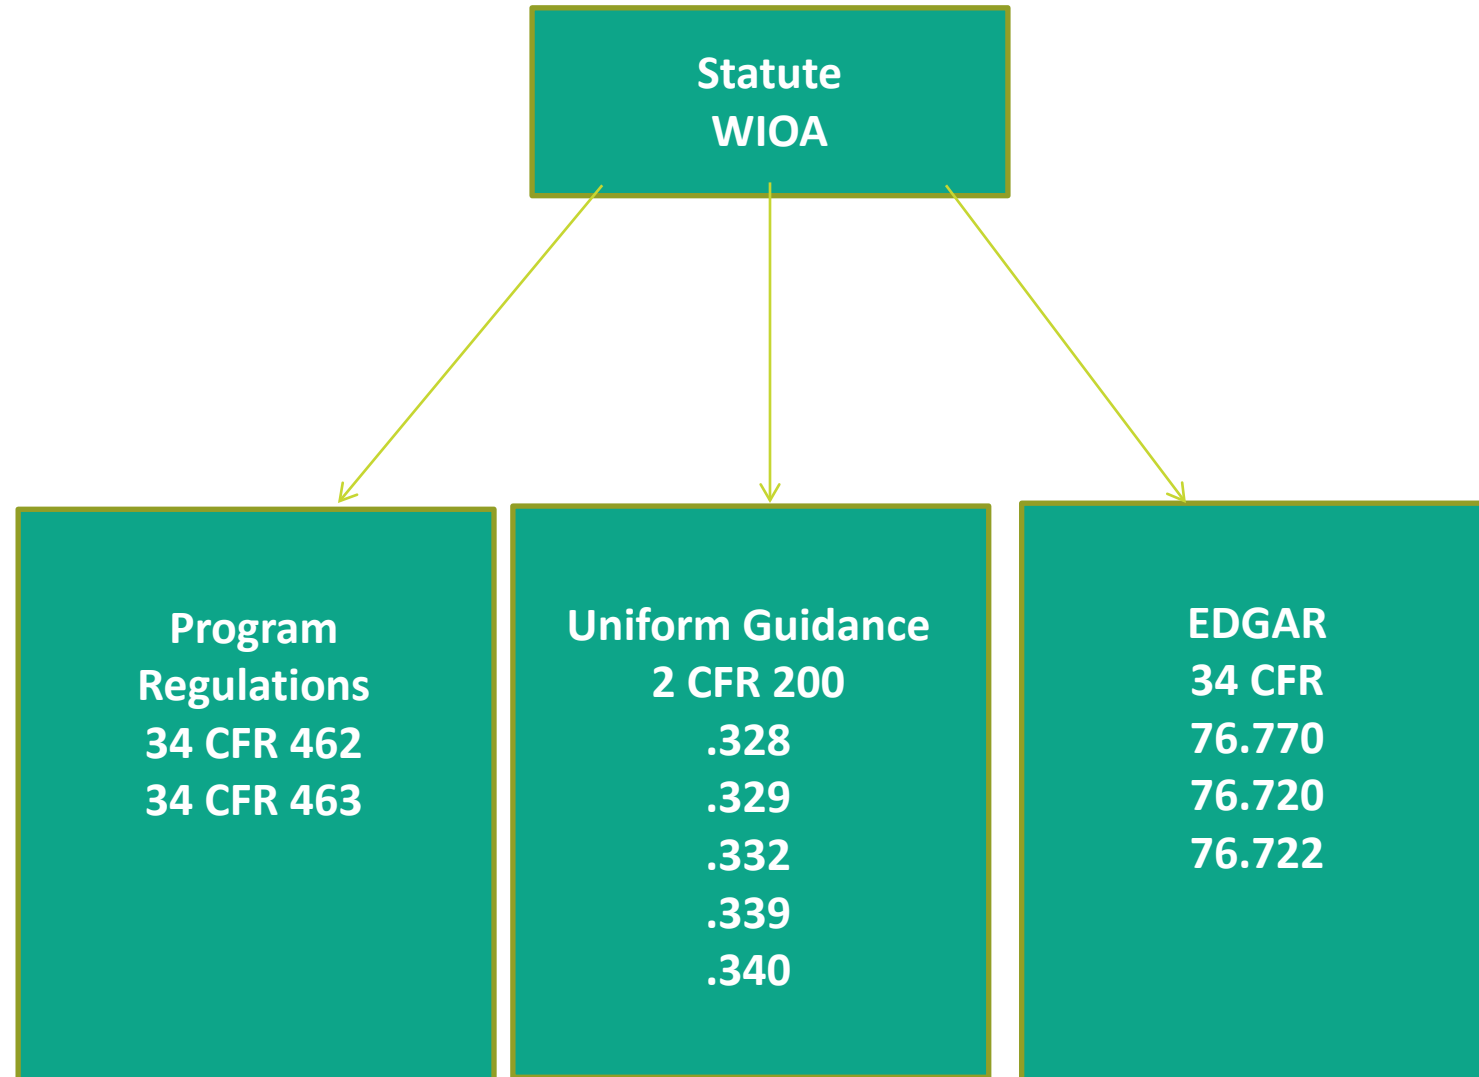 Statute
WIOA
Program
Regulations
34 CFR 462
34 CFR 463
Uniform Guidance
2 CFR 200
.328
.329
.332
.339
.340
EDGAR
34 CFR
76.770
76.720
76.722